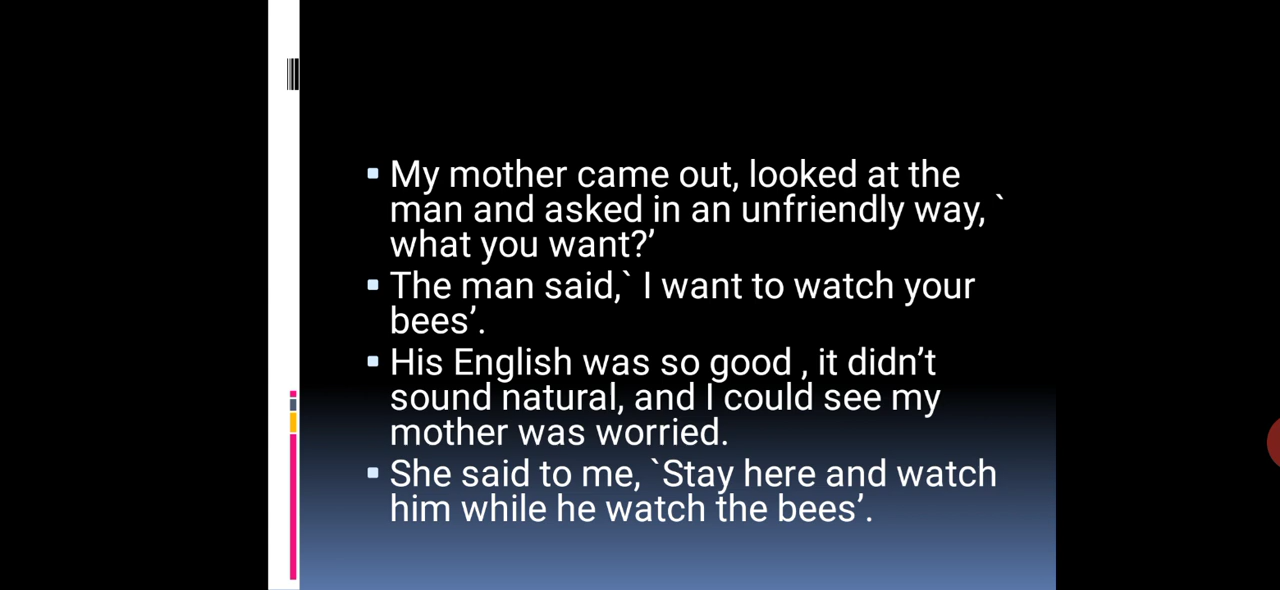 My mother came out, looked at the
man and asked in an unfriendly way, `
what you want?’
The man said,` I want to watch your
bees’.
His English was so good , it didn’t
sound natural, and I could see my
mother was worried.
She said to me, `Stay here and watch
him while he watch the bees’.